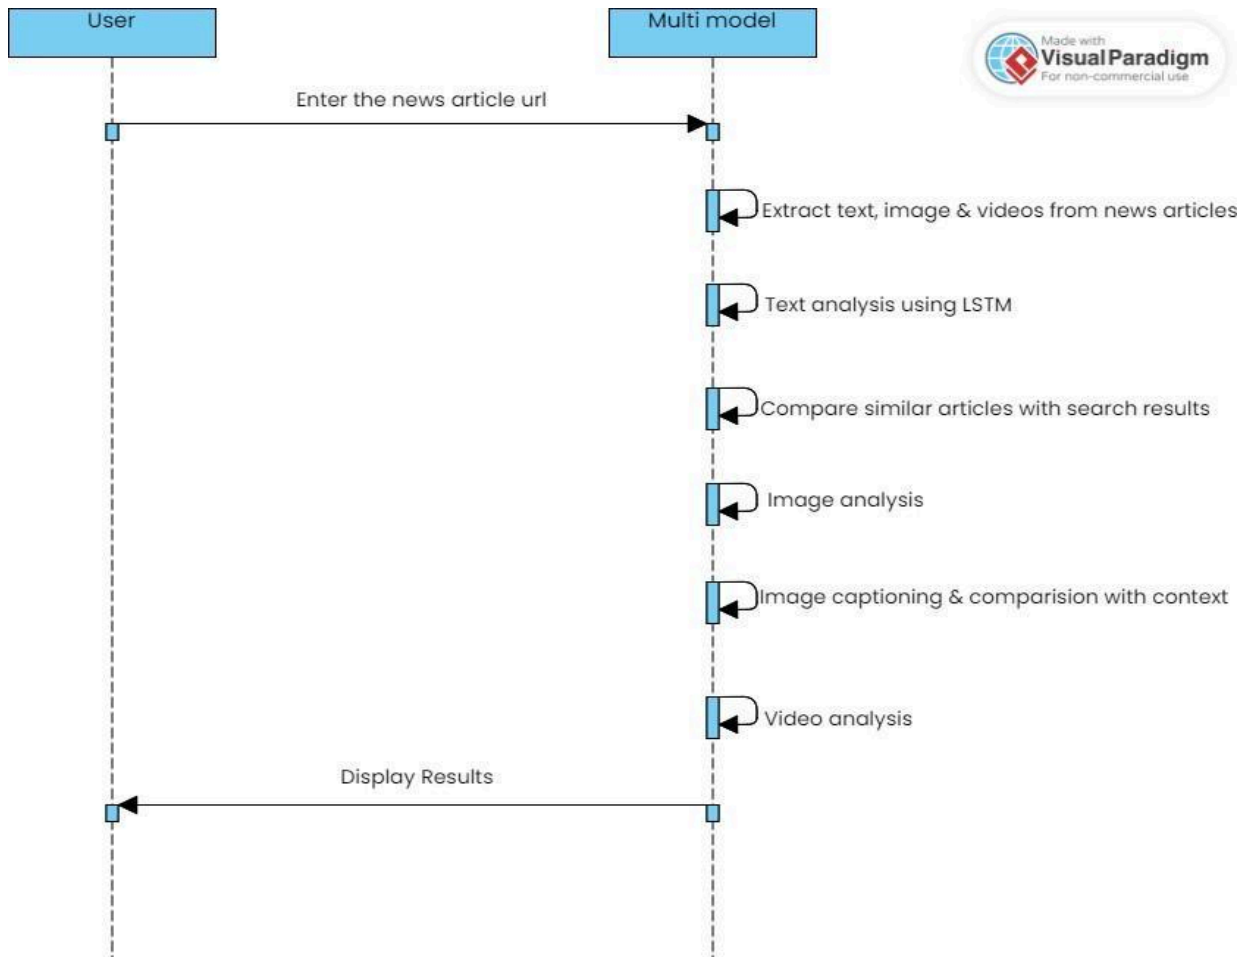 User
Multi model
Made with
Visual Paradigm
For non-commercial use
Enter the news article url
Extract text, image & videos from news articles
Text analysis using LSTM
Compare similar articles with search results
Image analysis
Image captioning & comparision with context
Video analysis
Display Results